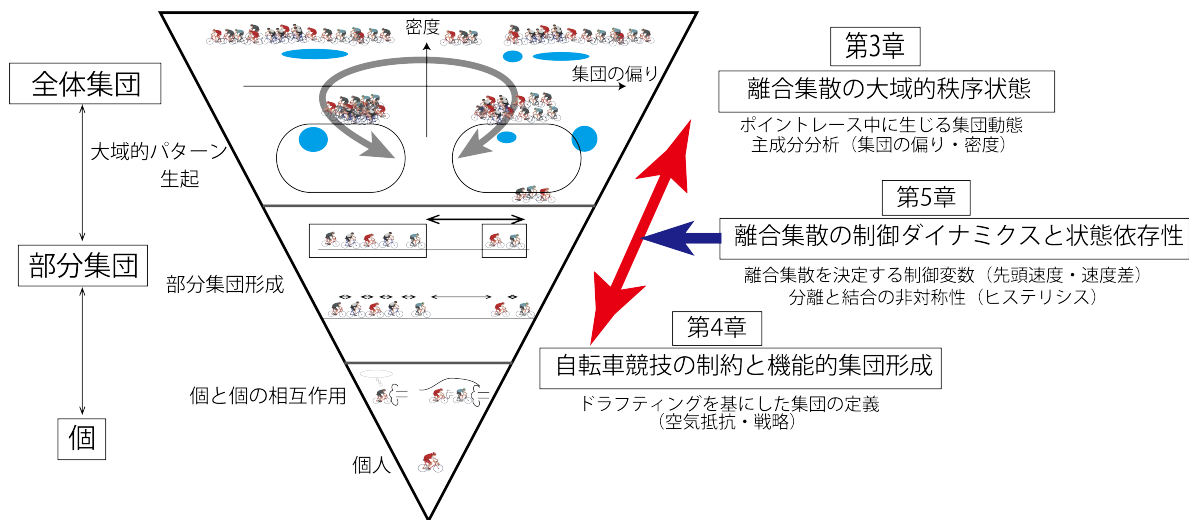 密度
集団の偏り
全体集団
大域的パターン
生起
部分集団
部分集団形成
個と個の相互作用
個
個人
第3章
離合集散の大域的秩序状態
ポイントレース中に生じる集団動態
主成分分析（集団の偏り・密度）
第5章
離合集散の制御ダイナミクスと状態依存性
離合集散を決定する制御変数（先頭速度・速度差）
分離と結合の非対称性（ヒステリシス）
第4章
自転車競技の制約と機能的集団形成
ドラフティングを基にした集団の定義
（空気抵抗・戦略）